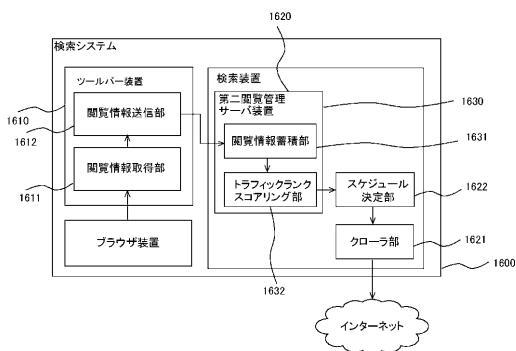 1620
検索システム
検索装置
ツールバー装置
第二閲覧管理
サーバ装置
1610
1612
閲覧情報送信部
1630
閲覧情報蓄積部
1631
1611
閲覧情報取得部
トラフィックランク
スコアリング部
スケジュール
決定部
1622
ブラウザ装置
クローラ部
1621
1632
1600
インターネット